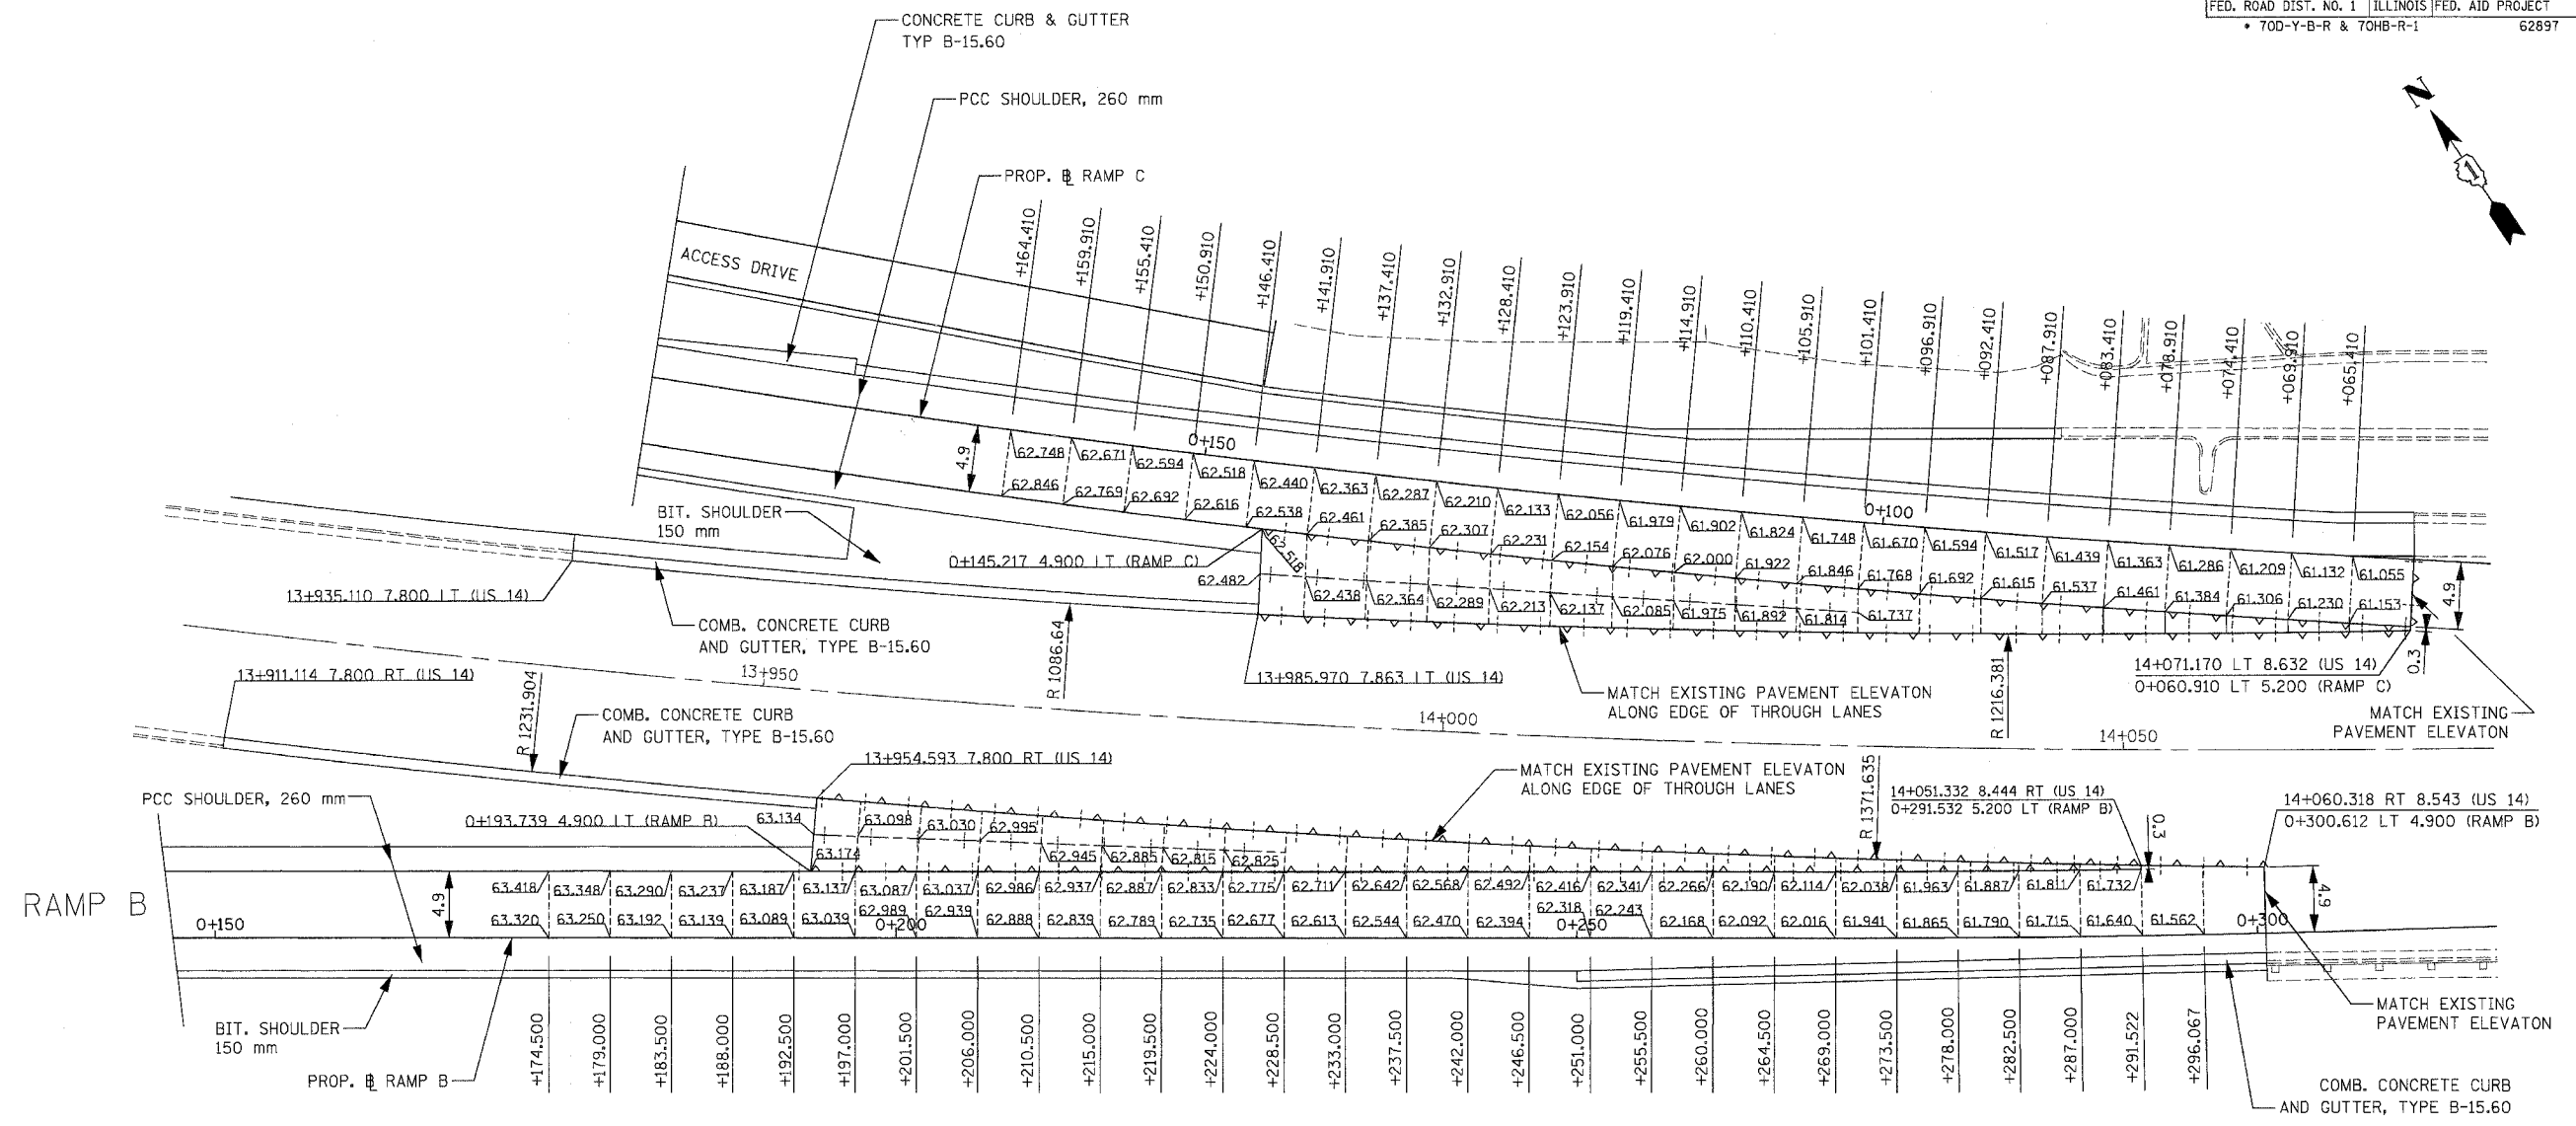 FED. ROAD DIST. NO. 1 ILLINOIS FED. AID PROJECT
* 70D-Y-B-R & 70HB-R-1 62897
CONCRETE CURB & GUTTER
TYP B-15.60
PCC SHOULDER, 260 mm
PROP. ℄ RAMP C
N
1
ACCESS DRIVE
+164.410 +159.910 +155.410 +150.910 +146.410 +141.910 +137.410 +132.910 +128.410 +123.910 +119.410 +114.910 +110.410 +105.910 +101.410 +096.910 +092.410 +087.910 +083.410 +078.910 +074.410 +069.910 +065.410
0+150 0+100
4.9
62.748 62.671 62.594 62.518 62.440 62.363 62.287 62.210 62.133 62.056 61.979 61.902 61.824 61.748 61.670 61.594 61.517 61.439 61.363 61.286 61.209 61.132 61.055
62.846 62.769 62.692 62.616 62.538 62.461 62.385 62.307 62.231 62.154 62.076 62.000 61.922 61.846 61.768 61.692 61.615 61.537 61.461 61.384 61.306 61.230 61.153
4.9
0.3
62.518
62.482 62.438 62.364 62.289 62.213 62.137 62.085 61.975 61.892 61.814 61.737
BIT. SHOULDER
150 mm
0+145.217 4.900 LT (RAMP C)
13+935.110 7.800 LT (US 14)
COMB. CONCRETE CURB
AND GUTTER, TYPE B-15.60
R 1086.64
13+985.970 7.863 LT (US 14)
MATCH EXISTING PAVEMENT ELEVATON
ALONG EDGE OF THROUGH LANES
R 1216.381
14+071.170 LT 8.632 (US 14)
0+060.910 LT 5.200 (RAMP C)
MATCH EXISTING
PAVEMENT ELEVATON
13+911.114 7.800 RT (US 14)
13+950 14+000 14+050
R 1231.904
COMB. CONCRETE CURB
AND GUTTER, TYPE B-15.60
13+954.593 7.800 RT (US 14)
MATCH EXISTING PAVEMENT ELEVATON
ALONG EDGE OF THROUGH LANES
R 1371.635
14+051.332 8.444 RT (US 14)
0+291.532 5.200 LT (RAMP B)
0.3
14+060.318 RT 8.543 (US 14)
0+300.612 LT 4.900 (RAMP B)
PCC SHOULDER, 260 mm
0+193.739 4.900 LT (RAMP B)
63.134 63.098 63.030 62.995
63.174 62.945 62.885 62.815 62.825
RAMP B
4.9
63.418 63.348 63.290 63.237 63.187 63.137 63.087 63.037 62.986 62.937 62.887 62.833 62.775 62.711 62.642 62.568 62.492 62.416 62.341 62.266 62.190 62.114 62.038 61.963 61.887 61.811 61.732
63.320 63.250 63.192 63.139 63.089 63.039 62.989 62.939 62.888 62.839 62.789 62.735 62.677 62.613 62.544 62.470 62.394 62.318 62.243 62.168 62.092 62.016 61.941 61.865 61.790 61.715 61.640 61.562
4.9
0+150 0+200 0+250 0+300
BIT. SHOULDER
150 mm
PROP. ℄ RAMP B
+174.500 +179.000 +183.500 +188.000 +192.500 +197.000 +201.500 +206.000 +210.500 +215.000 +219.500 +224.000 +228.500 +233.000 +237.500 +242.000 +246.500 +251.000 +255.500 +260.000 +264.500 +269.000 +273.500 +278.000 +282.500 +287.000 +291.522 +296.067
MATCH EXISTING
PAVEMENT ELEVATON
COMB. CONCRETE CURB
AND GUTTER, TYPE B-15.60